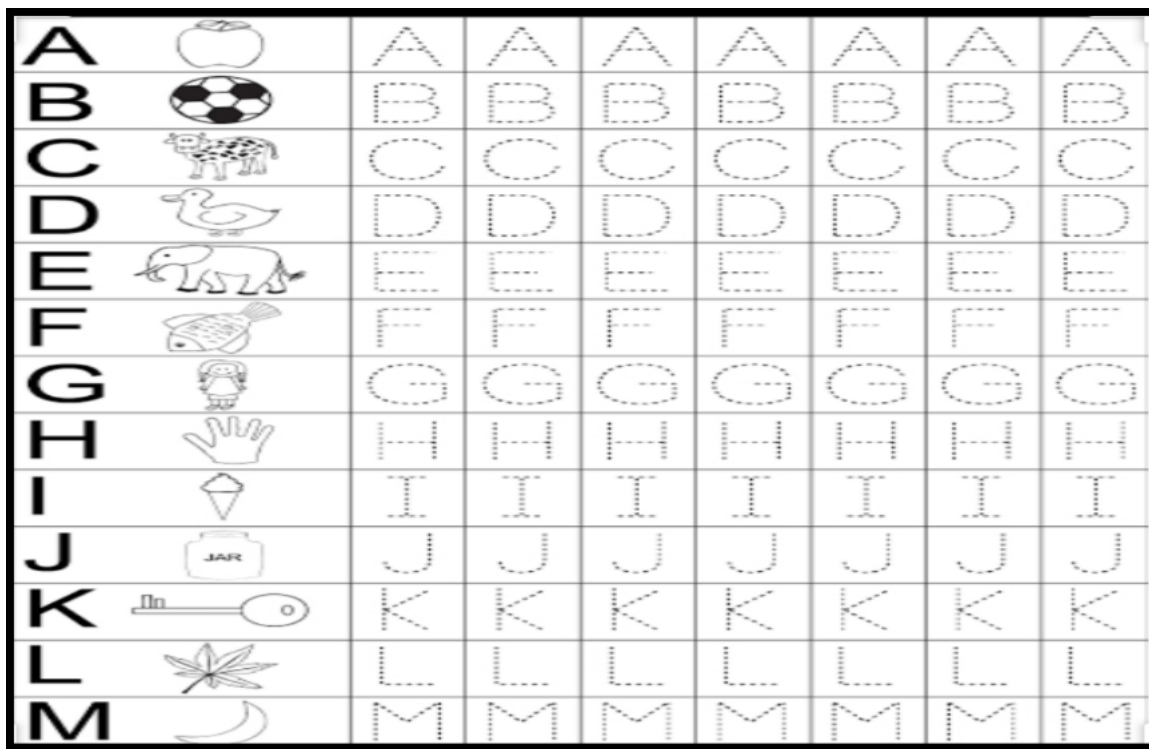 A A A A A A A A
B B B B B B B B
C C C C C C C C
D D D D D D D D
E E E E E E E E
F F F F F F F F
G G G G G G G G
H H H H H H H H
I I I I I I I I
J JAR J J J J J J J
K K K K K K K K
L L L L L L L L
M M M M M M M M